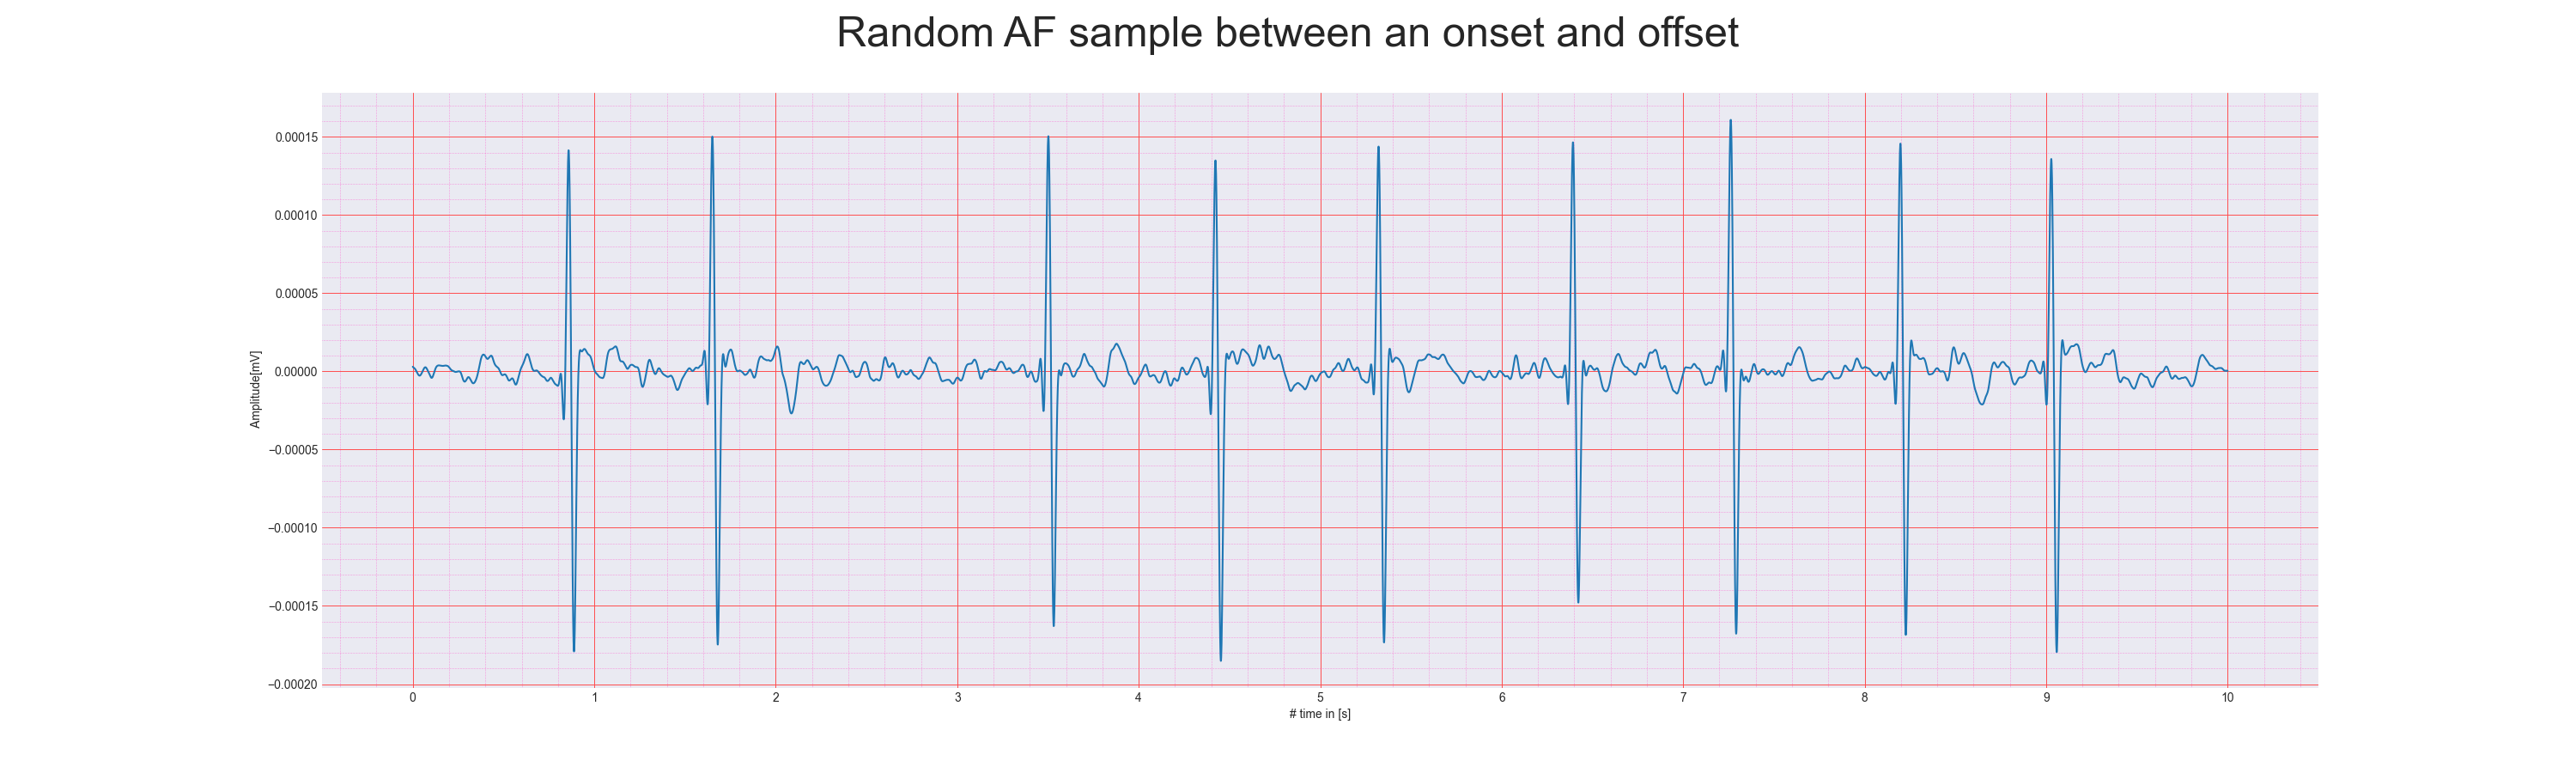 Random AF sample between an onset and offset
0.00015
0.00010
0.00005
0.00000
−0.00005
−0.00010
−0.00015
−0.00020
Amplitude[mV]
0 1 2 3 4 5 6 7 8 9 10
# time in [s]